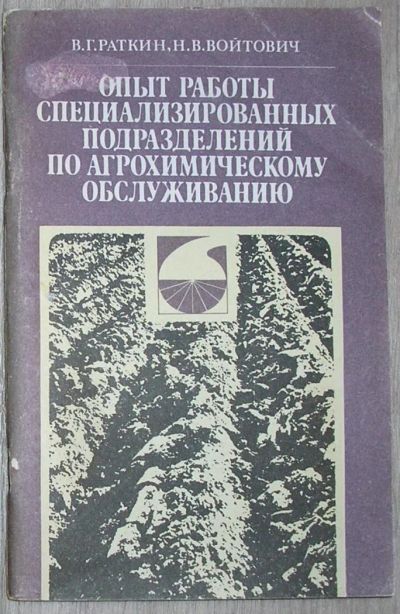 В.Г.РАТКИН, Н.В.ВОЙТОВИЧ
ОПЫТ РАБОТЫ
СПЕЦИАЛИЗИРОВАННЫХ
ПОДРАЗДЕЛЕНИЙ
ПО АГРОХИМИЧЕСКОМУ
ОБСЛУЖИВАНИЮ